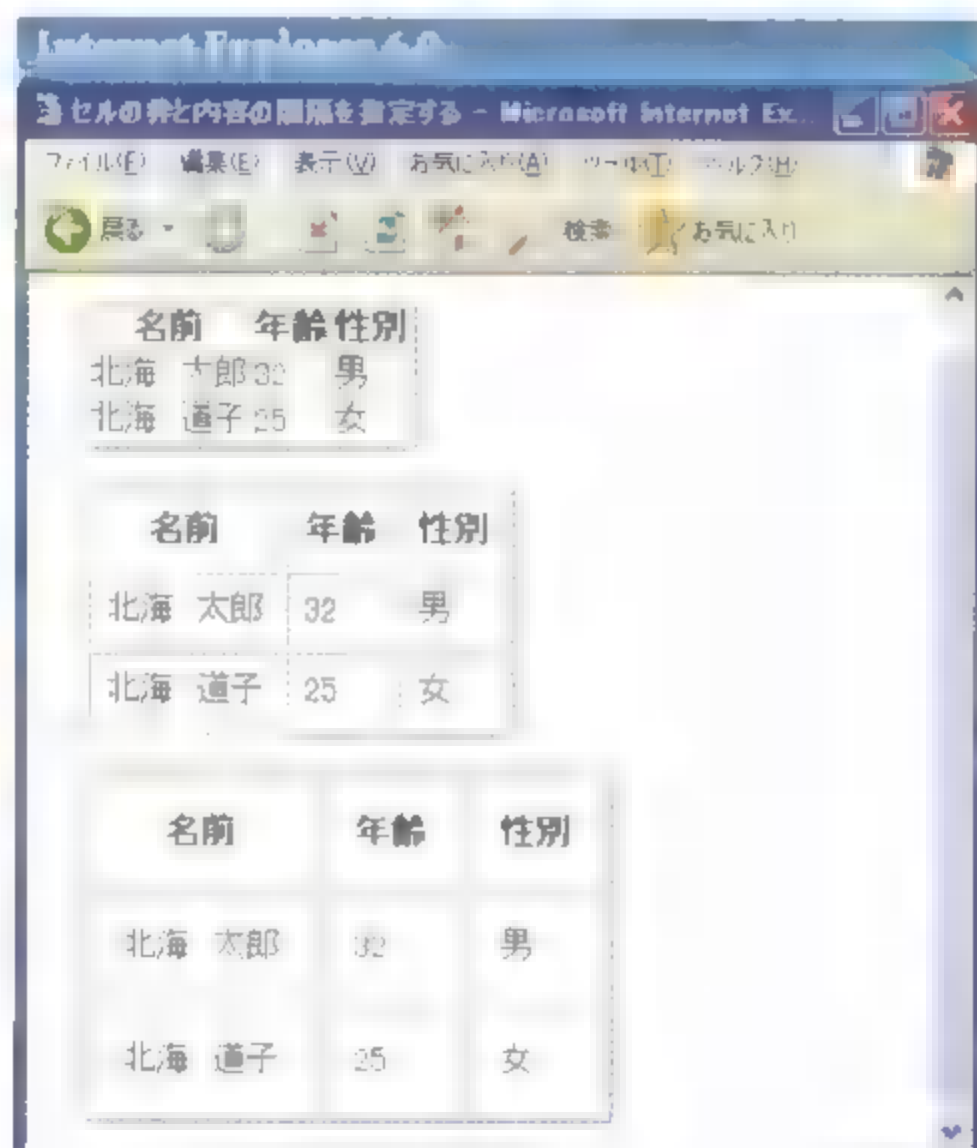 Internet Explorer 6.0
セルの枠と内容の間隔を指定する - Microsoft Internet Ex...
ファイル(F) 編集(E) 表示(V) お気に入り(A) ツール(T) ヘルプ(H)
戻る 検索 お気に入り
名前 年齢 性別
北海 太郎 32 男
北海 道子 25 女
名前 年齢 性別
北海 太郎 32 男
北海 道子 25 女
名前 年齢 性別
北海 太郎 32 男
北海 道子 25 女